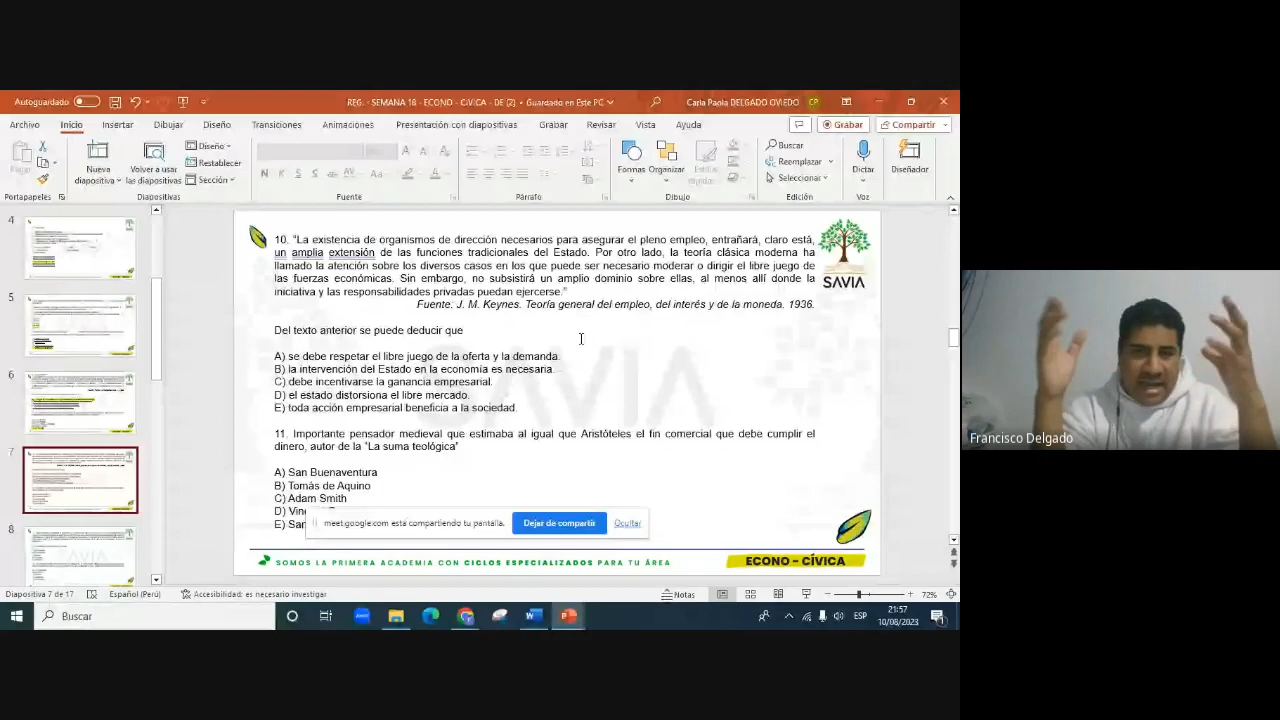 Autoguardado
REG. - SEMANA 18 - ECONO - CÍVICA - DE (2) • Guardado en Este PC
Carla Paola DELGADO OVIEDO CP
Archivo Inicio Insertar Dibujar Diseño Transiciones Animaciones Presentación con diapositivas Grabar Revisar Vista Ayuda
Grabar Compartir
Pegar
Nueva diapositiva
Volver a usar las diapositivas
Diseño
Restablecer
Sección
Formas Organizar Estilos rápidos
Buscar
Reemplazar
Seleccionar
Dictar
Diseñador
Portapapeles Diapositivas Fuente Párrafo Dibujo Edición Voz Diseñador
4
5
6
7
8
10. "La existencia de organismos de dirección necesarios para asegurar el pleno empleo, entrañará, claro está,
un amplia extensión de las funciones tradicionales del Estado. Por otro lado, la teoría clásica moderna ha
llamado la atención sobre los diversos casos en los que puede ser necesario moderar o dirigir el libre juego de
las fuerzas económicas. Sin embargo, no subsistirá un amplio dominio sobre ellas, al menos allí donde la
iniciativa y las responsabilidades privadas puedan ejercerse."
Fuente: J. M. Keynes. Teoría general del empleo, del interés y de la moneda. 1936.
Del texto anterior se puede deducir que
A) se debe respetar el libre juego de la oferta y la demanda.
B) la intervención del Estado en la economía es necesaria.
C) debe incentivarse la ganancia empresarial.
D) el estado distorsiona el libre mercado.
E) toda acción empresarial beneficia a la sociedad.
11. Importante pensador medieval que estimaba al igual que Aristóteles el fin comercial que debe cumplir el
dinero, autor de la "La suma teológica"
A) San Buenaventura
B) Tomás de Aquino
C) Adam Smith
D)
E)
SAVIA
SAVIA
meet.google.com está compartiendo tu pantalla. Dejar de compartir Ocultar
SOMOS LA PRIMERA ACADEMIA CON CICLOS ESPECIALIZADOS PARA TU ÁREA
ECONO - CÍVICA
Diapositiva 7 de 17 Español (Perú) Accesibilidad: es necesario investigar Notas 72%
Buscar
ESP
21:57
10/08/2023
Francisco Delgado